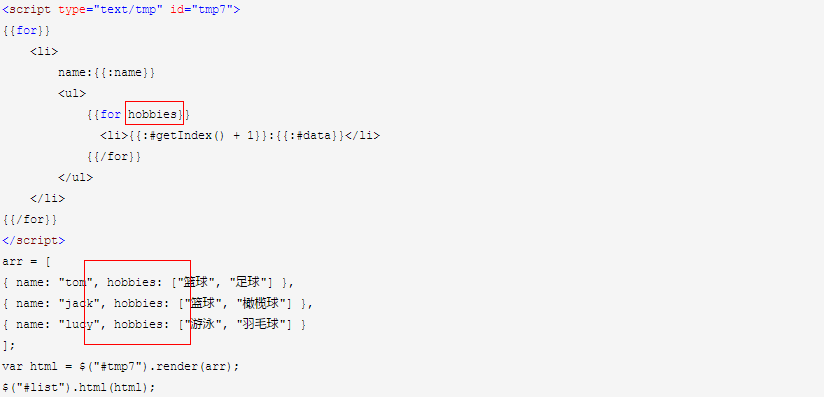 <script type="text/tmp" id="tmp7">
{{for}}
<li>
name:{{:name}}
<ul>
{{for hobbies}}
<li>{{:#getIndex() + 1}}:{{:#data}}</li>
{{/for}}
</ul>
</li>
{{/for}}
</script>
arr = [
{ name: "tom", hobbies: ["篮球", "足球"] },
{ name: "jack", hobbies: ["篮球", "橄榄球"] },
{ name: "lucy", hobbies: ["游泳", "羽毛球"] }
];
var html = $("#tmp7").render(arr);
$("#list").html(html);